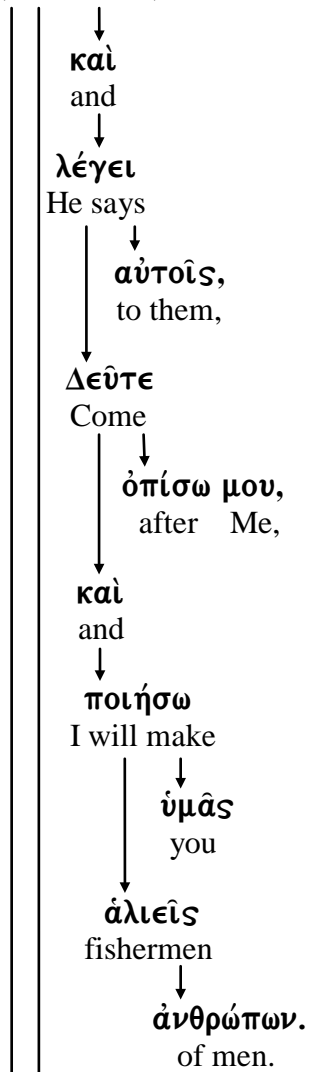 καὶ
and
λέγει
He says
αὐτοῖς,
to them,
Δεῦτε
Come
ὀπίσω μου,
after Me,
καὶ
and
ποιήσω
I will make
ὑμᾶς
you
ἁλιεῖς
fishermen
ἀνθρώπων.
of men.